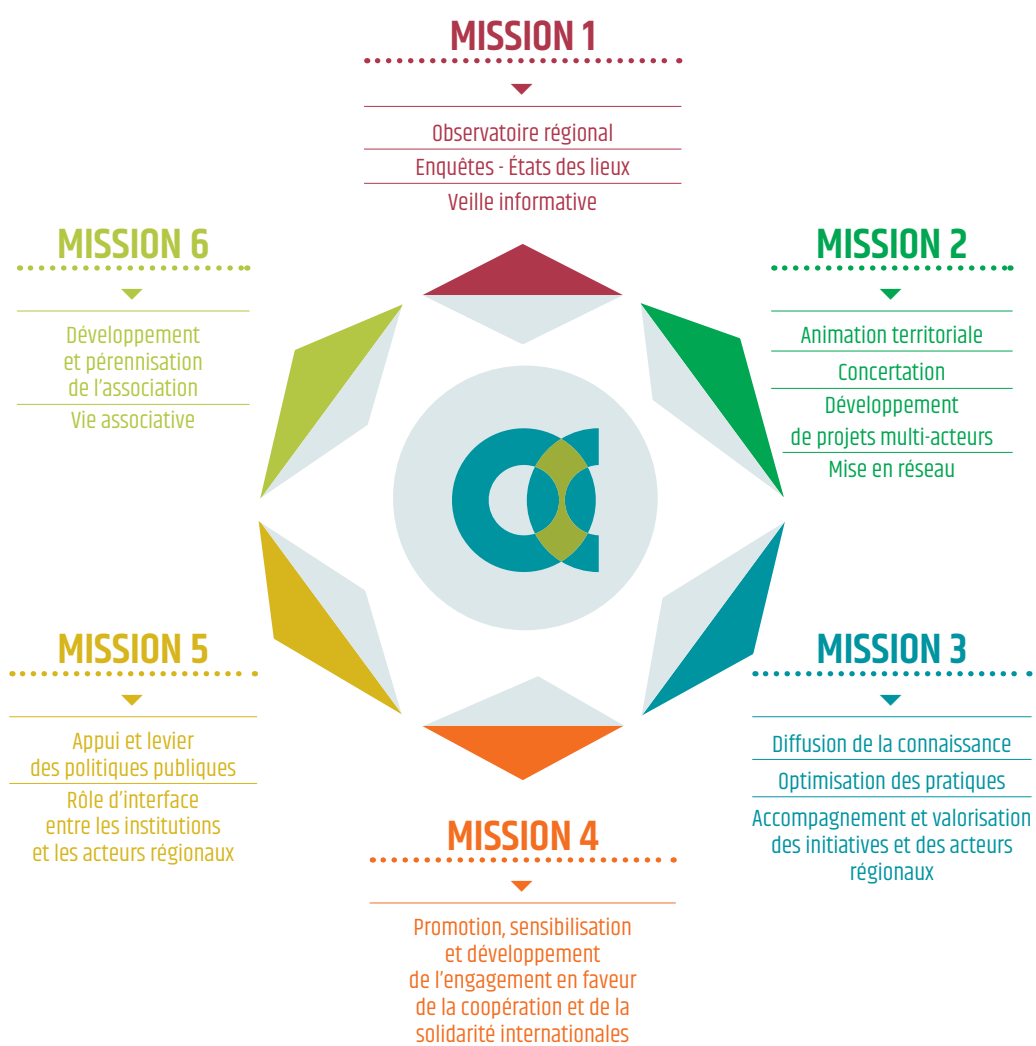 MISSION 1
Observatoire régional
Enquêtes - États des lieux
Veille informative
MISSION 2
Animation territoriale
Concertation
Développement
de projets multi-acteurs
Mise en réseau
MISSION 3
Diffusion de la connaissance
Optimisation des pratiques
Accompagnement et valorisation
des initiatives et des acteurs
régionaux
MISSION 4
Promotion, sensibilisation
et développement
de l'engagement en faveur
de la coopération et de la
solidarité internationales
MISSION 5
Appui et levier
des politiques publiques
Rôle d'interface
entre les institutions
et les acteurs régionaux
MISSION 6
Développement
et pérennisation
de l'association
Vie associative